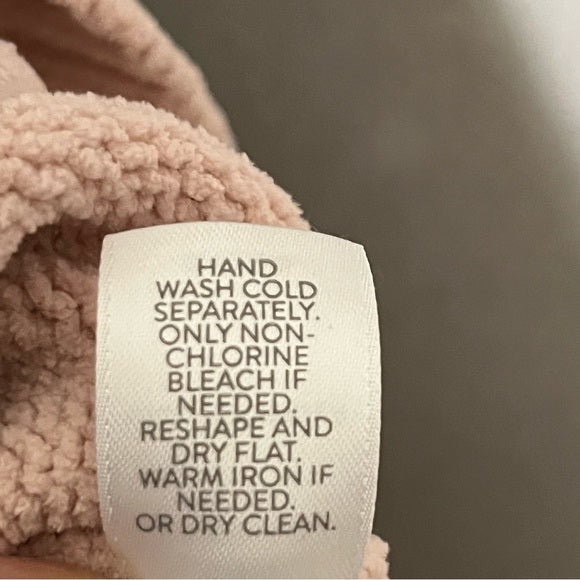 HAND
WASH COLD
SEPARATELY.
ONLY NON-
CHLORINE
BLEACH IF
NEEDED.
RESHAPE AND
DRY FLAT.
WARM IRON IF
NEEDED.
OR DRY CLEAN.